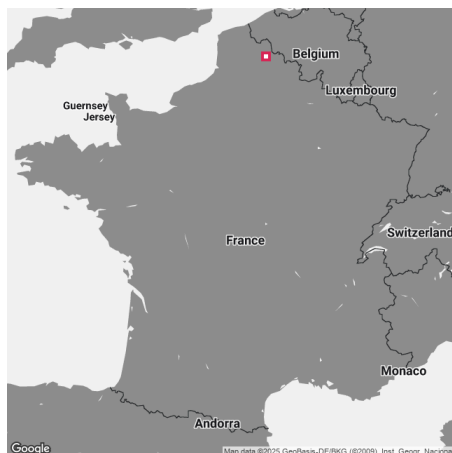 Belgium
Luxembourg
Guernsey
Jersey
Switzerland
France
Monaco
Andorra
Google
Map data ©2025 GeoBasis-DE/BKG (©2009), Inst. Geogr. Naciona